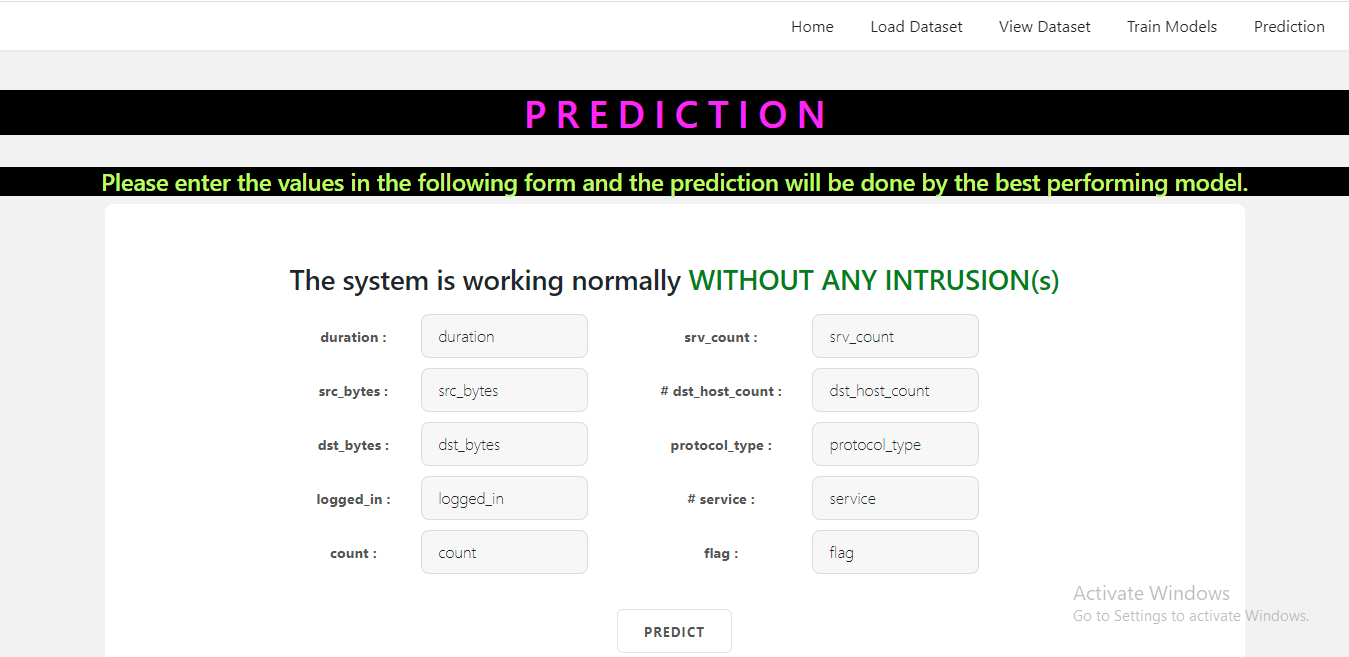 Home Load Dataset View Dataset Train Models Prediction
PREDICTION
Please enter the values in the following form and the prediction will be done by the best performing model.
The system is working normally WITHOUT ANY INTRUSION(s)
duration : duration srv_count : srv_count
src_bytes : src_bytes # dst_host_count : dst_host_count
dst_bytes : dst_bytes protocol_type : protocol_type
logged_in : logged_in # service : service
count : count flag : flag
Activate Windows
Go to Settings to activate Windows.
PREDICT